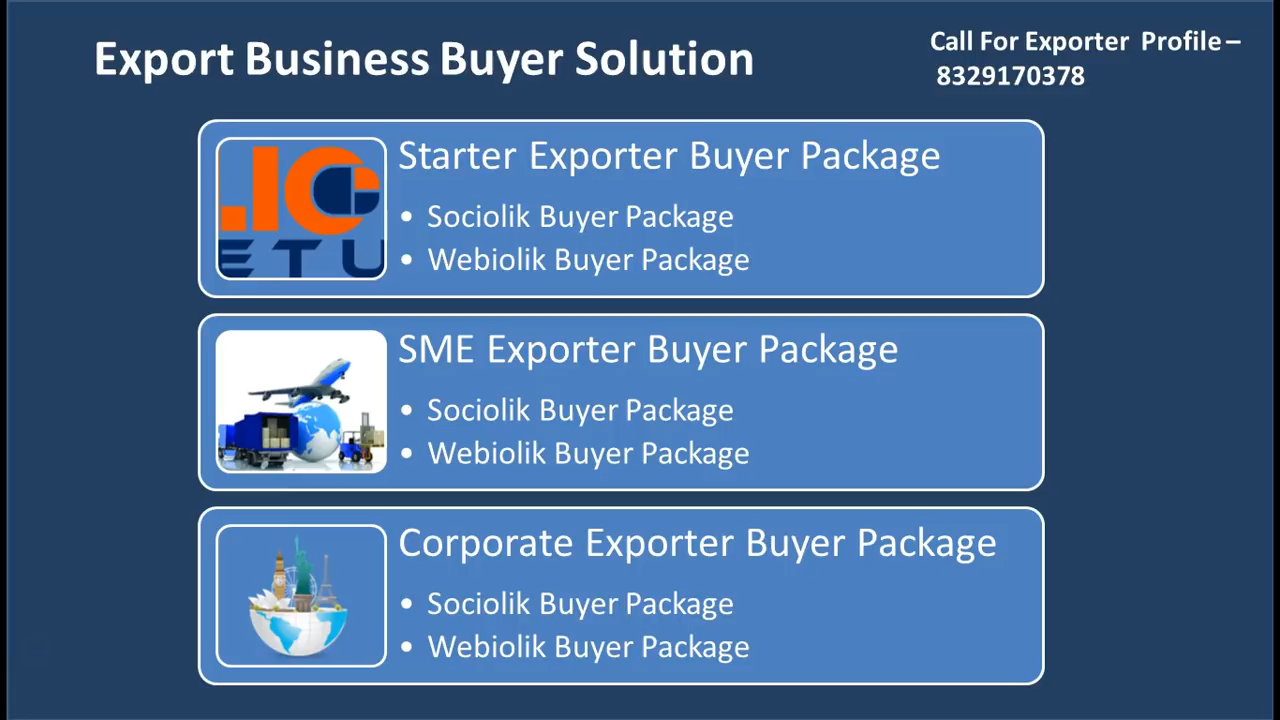 Export Business Buyer Solution
Call For Exporter Profile –
8329170378
.IC
ETU
Starter Exporter Buyer Package
• Sociolik Buyer Package
• Webiolik Buyer Package
SME Exporter Buyer Package
• Sociolik Buyer Package
• Webiolik Buyer Package
Corporate Exporter Buyer Package
• Sociolik Buyer Package
• Webiolik Buyer Package